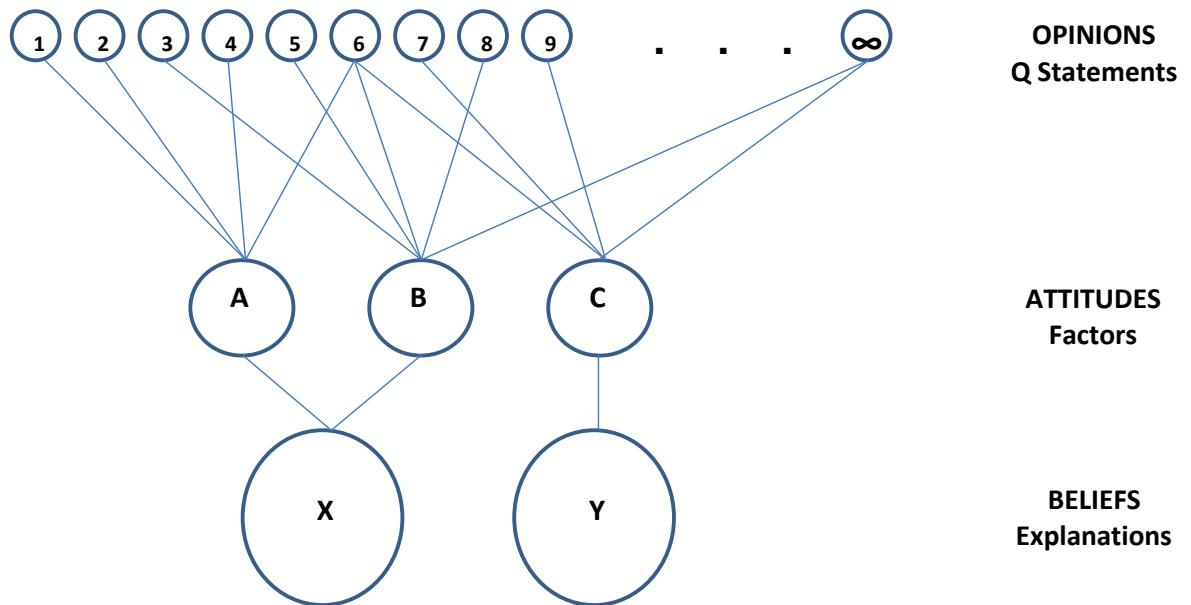 1 2 3 4 5 6 7 8 9 . . . ∞
OPINIONS
Q Statements
A B C
ATTITUDES
Factors
X Y
BELIEFS
Explanations